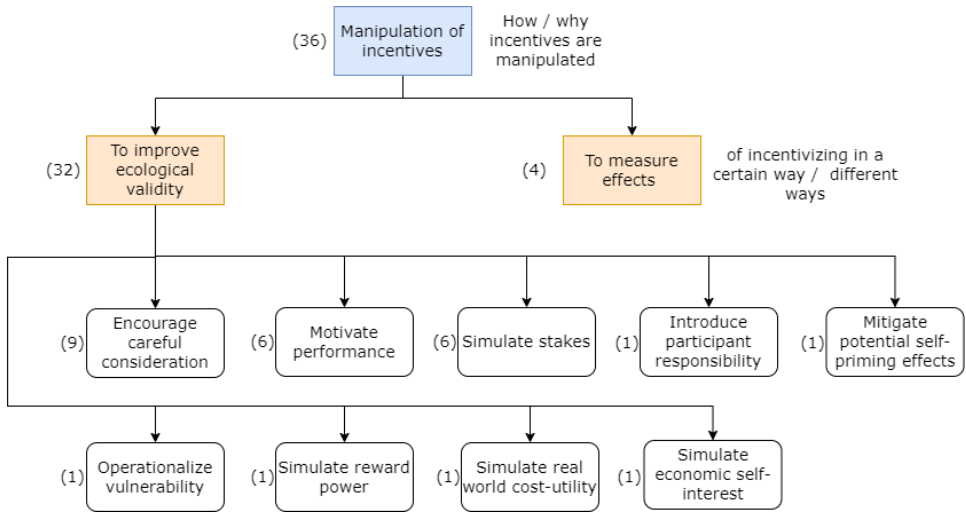 (36)
Manipulation of
incentives
How / why
incentives are
manipulated
(32)
To improve
ecological
validity
(4)
To measure
effects
of incentivizing in a
certain way /  different
ways
(9)
Encourage
careful
consideration
(6)
Motivate
performance
(6)
Simulate stakes
(1)
Introduce
participant
responsibility
(1)
Mitigate
potential self-
priming effects
(1)
Operationalize
vulnerability
(1)
Simulate reward
power
(1)
Simulate real
world cost-utility
(1)
Simulate
economic self-
interest